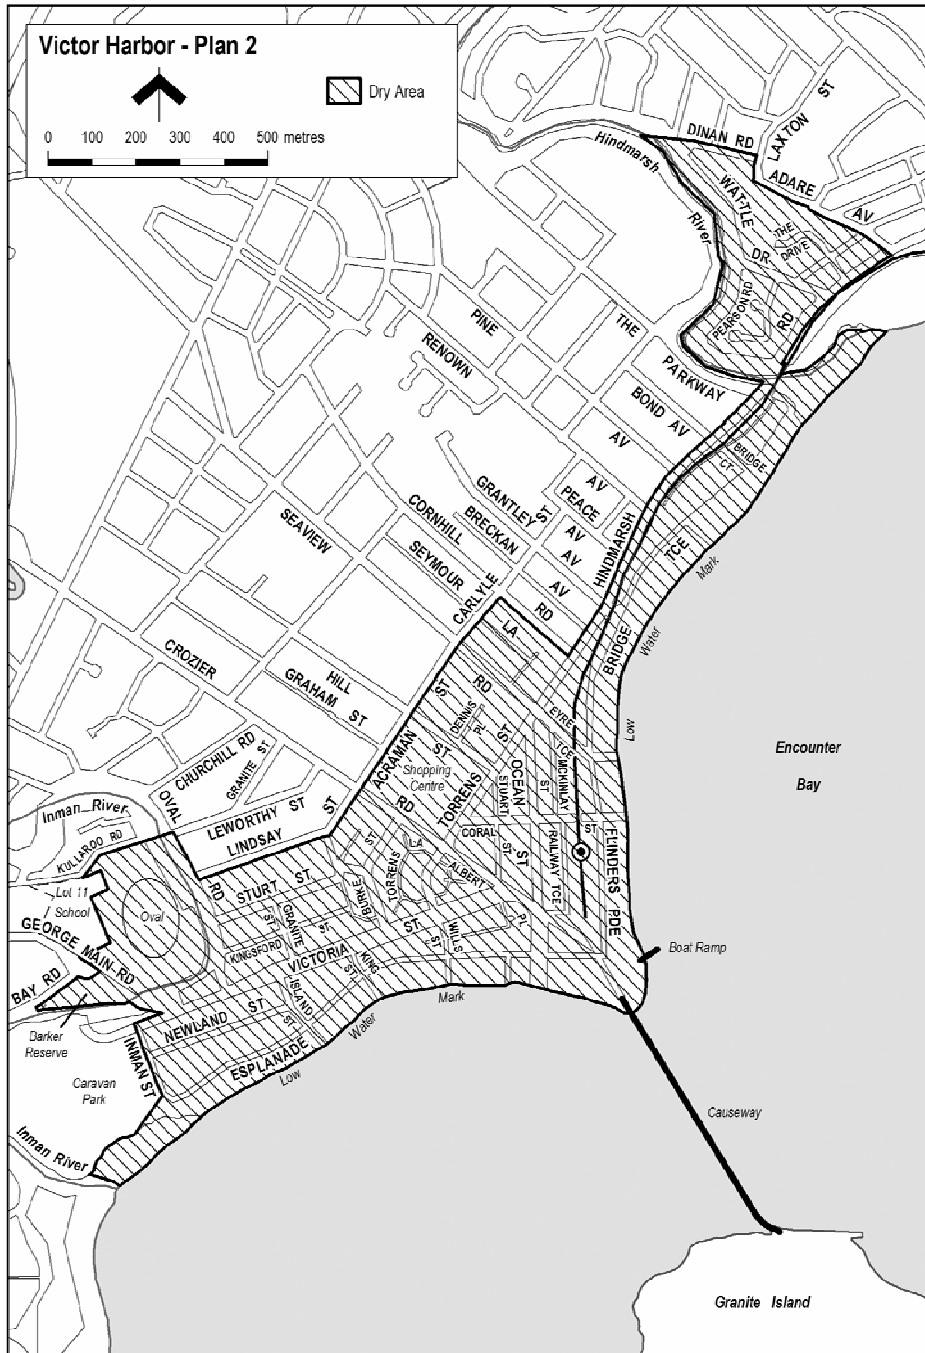 Victor Harbor - Plan 2
Dry Area
0 100 200 300 400 500 metres
DINAN RD
LAXTON ST
Hindmarsh
River
ADARE
AV
WATTLE
DR
THE
DRIVE
PEARSON RD
RD
PINE
THE
RENOWN
PARKWAY
BOND AV
AV
BRIDGE
CT
AV
PEACE
GRANTLEY
ST
BRECKAN
AV
CORNHILL
SEAVIEW
SEYMOUR
AV
HINDMARSH
TCE
Mark
AV
CARLYLE
RD
LA
Water
BRIDGE
CROZIER
HILL
GRAHAM ST
ST
RD
DENNIS
PL
EYRE
Low
ST
CHURCHILL RD
GRANITE ST
ACRAMAN
ST
Shopping
Centre
OCEAN
STUART
ST
TCE
MCKINLAY
Encounter
Bay
OVAL
Inman River
LEWORTHY ST
ST
LINDSAY
RD
TORRENS
KULLAROO RD
ST
LA
CORAL
ST
ST
RAILWAY TCE
ST
FLINDERS PDE
Lot 11
School
Oval
RD
STURT ST
BURKE
TORRENS
ALBERT
GEORGE MAIN RD
ST
GRANITE
ST
KINGSFORD
VICTORIA
ST
ST
WILLS
PL
Boat Ramp
BAY RD
ST
KING
ISLAND
NEWLAND ST
ST
Mark
Water
Barker
Reserve
INMAN ST
ESPLANADE
Low
Caravan
Park
Causeway
Inman River
Granite Island